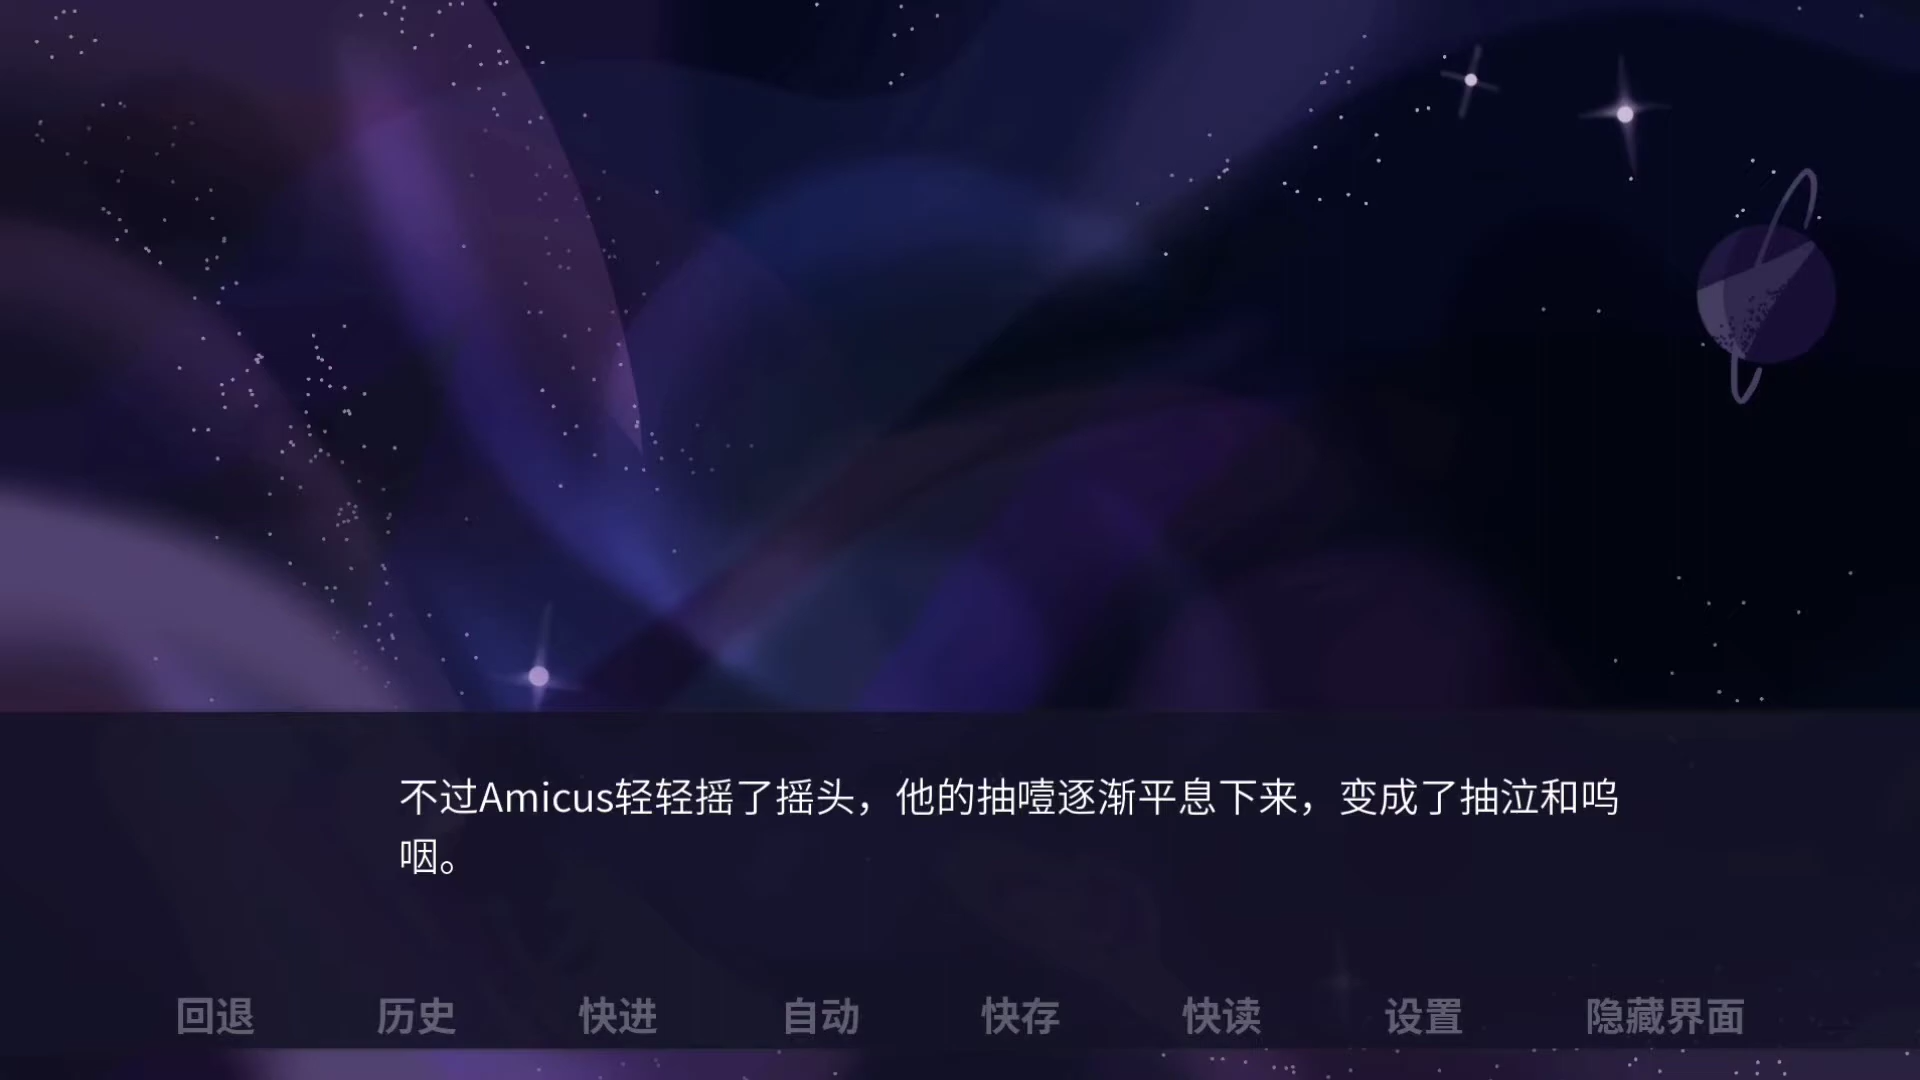 不过Amicus轻轻摇了摇头，他的抽噎逐渐平息下来，变成了抽泣和呜
咽。
回退 历史 快进 自动 快存 快读 设置 隐藏界面